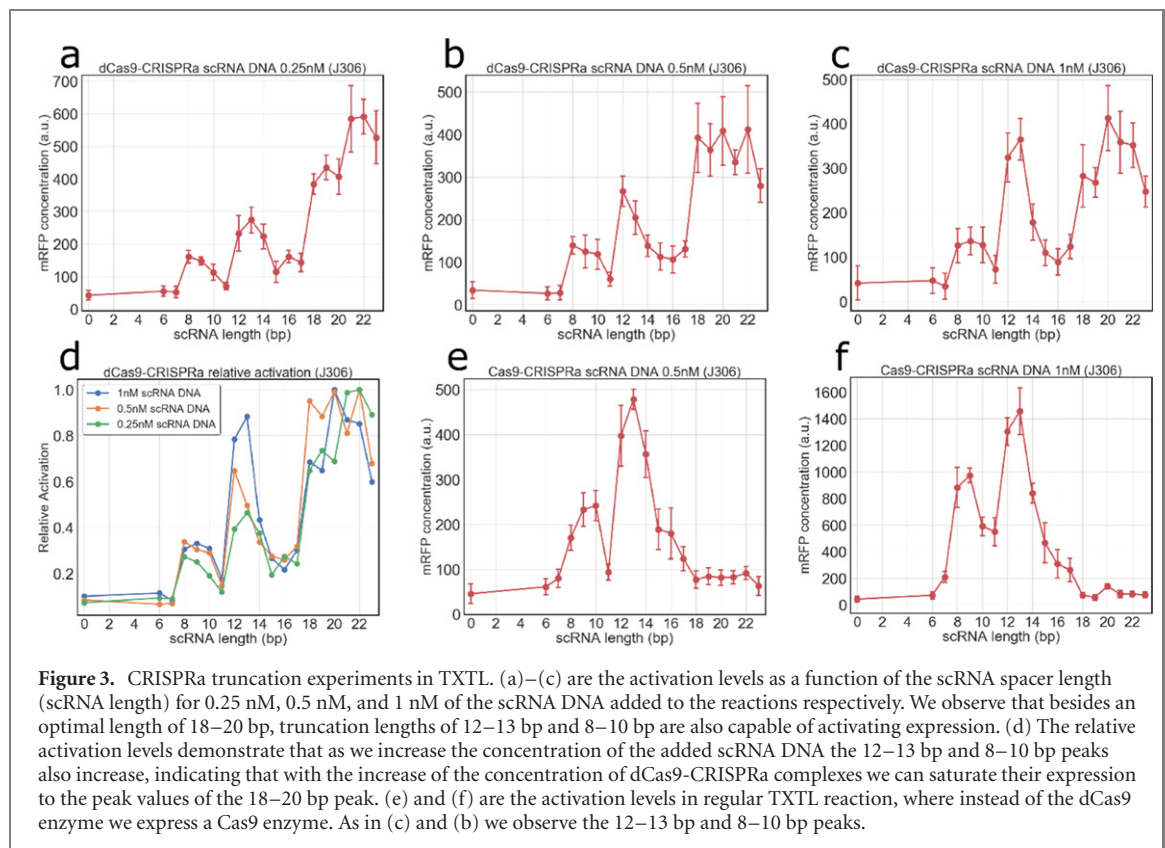 a
dCas9-CRISPRa scRNA DNA 0.25nM (J306)
700
600
500
400
300
200
100
0
mRFP concentration (a.u.)
0 2 4 6 8 10 12 14 16 18 20 22
scRNA length (bp)
b
dCas9-CRISPRa scRNA DNA 0.5nM (J306)
500
400
300
200
100
0
mRFP concentration (a.u.)
0 2 4 6 8 10 12 14 16 18 20 22
scRNA length (bp)
c
dCas9-CRISPRa scRNA DNA 1nM (J306)
500
400
300
200
100
0
mRFP concentration (a.u.)
0 2 4 6 8 10 12 14 16 18 20 22
scRNA length (bp)
d
dCas9-CRISPRa relative activation (J306)
1nM scRNA DNA
0.5nM scRNA DNA
0.25nM scRNA DNA
1.0
0.8
0.6
0.4
0.2
Relative Activation
0 2 4 6 8 10 12 14 16 18 20 22
scRNA length (bp)
e
Cas9-CRISPRa scRNA DNA 0.5nM (J306)
500
400
300
200
100
0
mRFP concentration (a.u.)
0 2 4 6 8 10 12 14 16 18 20 22
scRNA length (bp)
f
Cas9-CRISPRa scRNA DNA 1nM (J306)
1600
1400
1200
1000
800
600
400
200
0
mRFP concentration (a.u.)
0 2 4 6 8 10 12 14 16 18 20 22
scRNA length (bp)
Figure 3. CRISPRa truncation experiments in TXTL. (a)–(c) are the activation levels as a function of the scRNA spacer length
(scRNA length) for 0.25 nM, 0.5 nM, and 1 nM of the scRNA DNA added to the reactions respectively. We observe that besides an
optimal length of 18–20 bp, truncation lengths of 12–13 bp and 8–10 bp are also capable of activating expression. (d) The relative
activation levels demonstrate that as we increase the concentration of the added scRNA DNA the 12–13 bp and 8–10 bp peaks
also increase, indicating that with the increase of the concentration of dCas9-CRISPRa complexes we can saturate their expression
to the peak values of the 18–20 bp peak. (e) and (f) are the activation levels in regular TXTL reaction, where instead of the dCas9
enzyme we express a Cas9 enzyme. As in (c) and (b) we observe the 12–13 bp and 8–10 bp peaks.